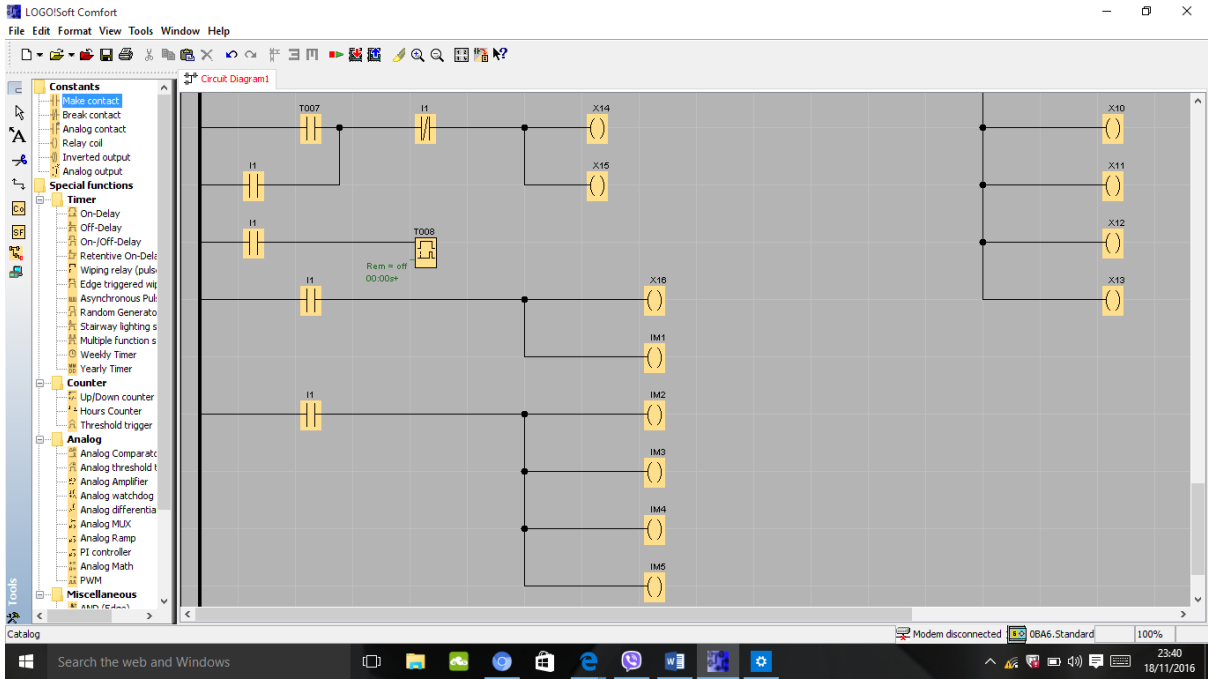 LOGO!Soft Comfort
File Edit Format View Tools Window Help
Circuit Diagram1
Constants
Make contact
Break contact
Analog contact
Relay coil
Inverted output
Analog output
Special functions
Timer
On-Delay
Off-Delay
On-/Off-Delay
Retentive On-Dela
Wiping relay (puls
Edge triggered wip
Asynchronous Pul
Random Generato
Stairway lighting s
Multiple function s
Weekly Timer
Yearly Timer
Counter
Up/Down counter
Hours Counter
Threshold trigger
Analog
Analog Comparato
Analog threshold t
Analog Amplifier
Analog watchdog
Analog differentia
Analog MUX
Analog Ramp
PI controller
Analog Math
PWM
Miscellaneous
AND (Edge)
Co
SF
Tools
T007 I1 X14 X10
I1 X15 X11
I1 T008 X12
Rem = off
00:00s+
I1 X16 X13
IM1
I1 IM2
IM3
IM4
IM5
Catalog Modem disconnected 0BA6.Standard 100%
Search the web and Windows
23:40
18/11/2016